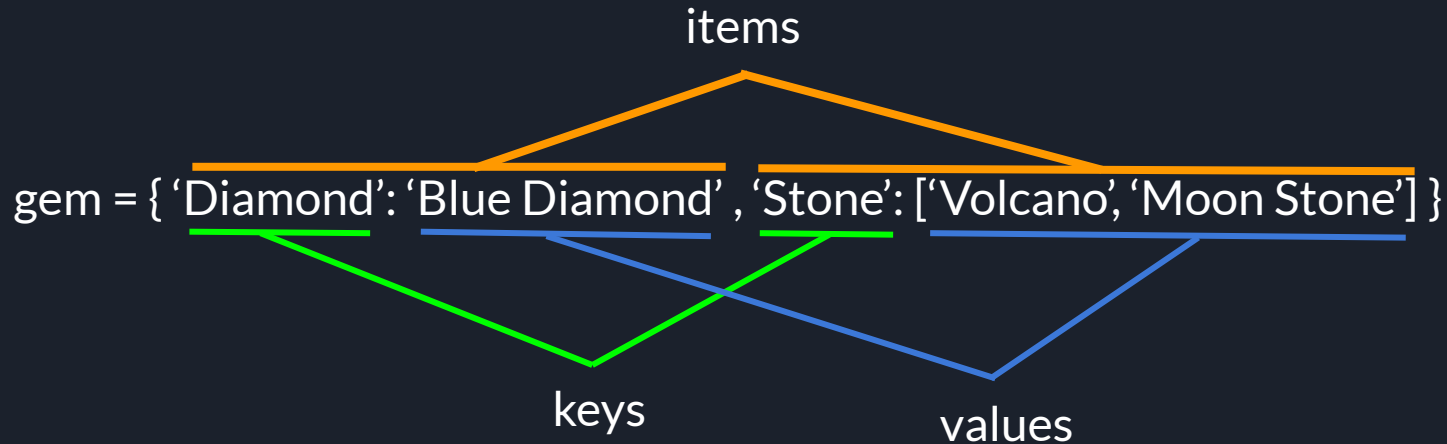 items
gem = { ‘Diamond’: ‘Blue Diamond’ , ‘Stone’: [‘Volcano’, ‘Moon Stone’] }
keys
values